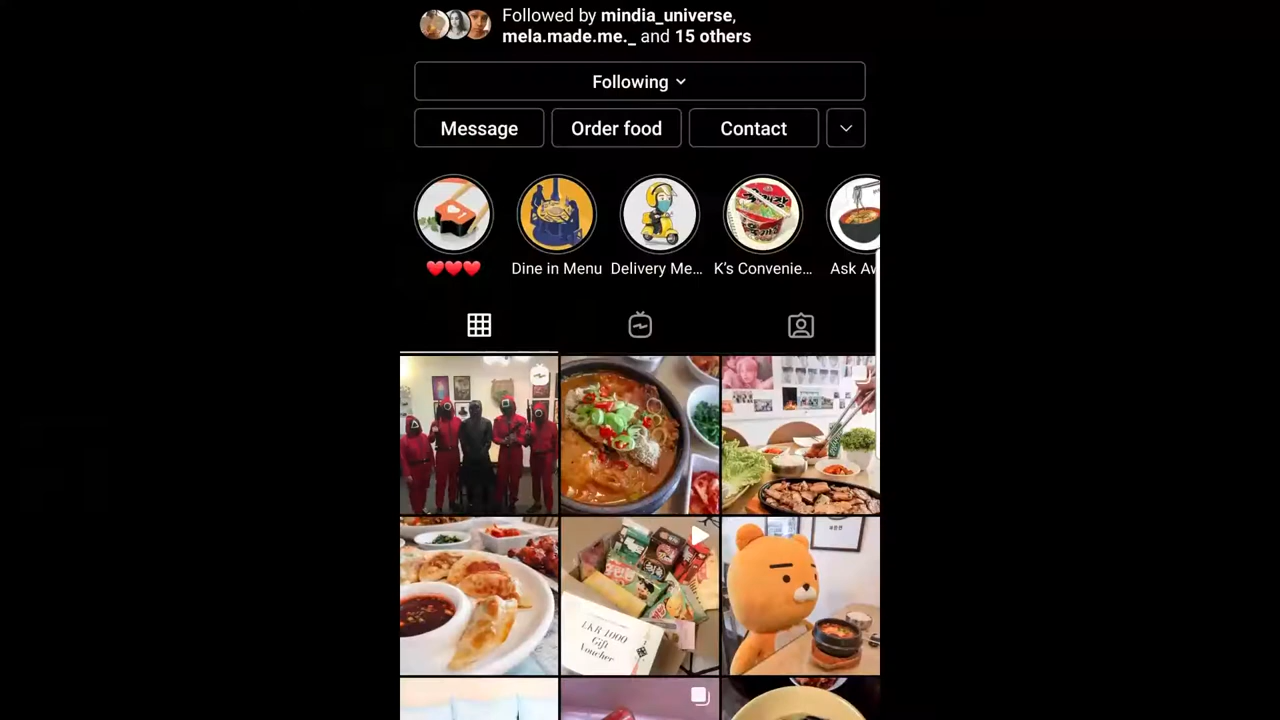 Followed by mindia_universe,
mela.made.me._ and 15 others
Following
Message
Order food
Contact
❤️❤️❤️
Dine in Menu
Delivery Me...
K's Convenie...
Ask Aw
LKR 1000
Gift
Voucher